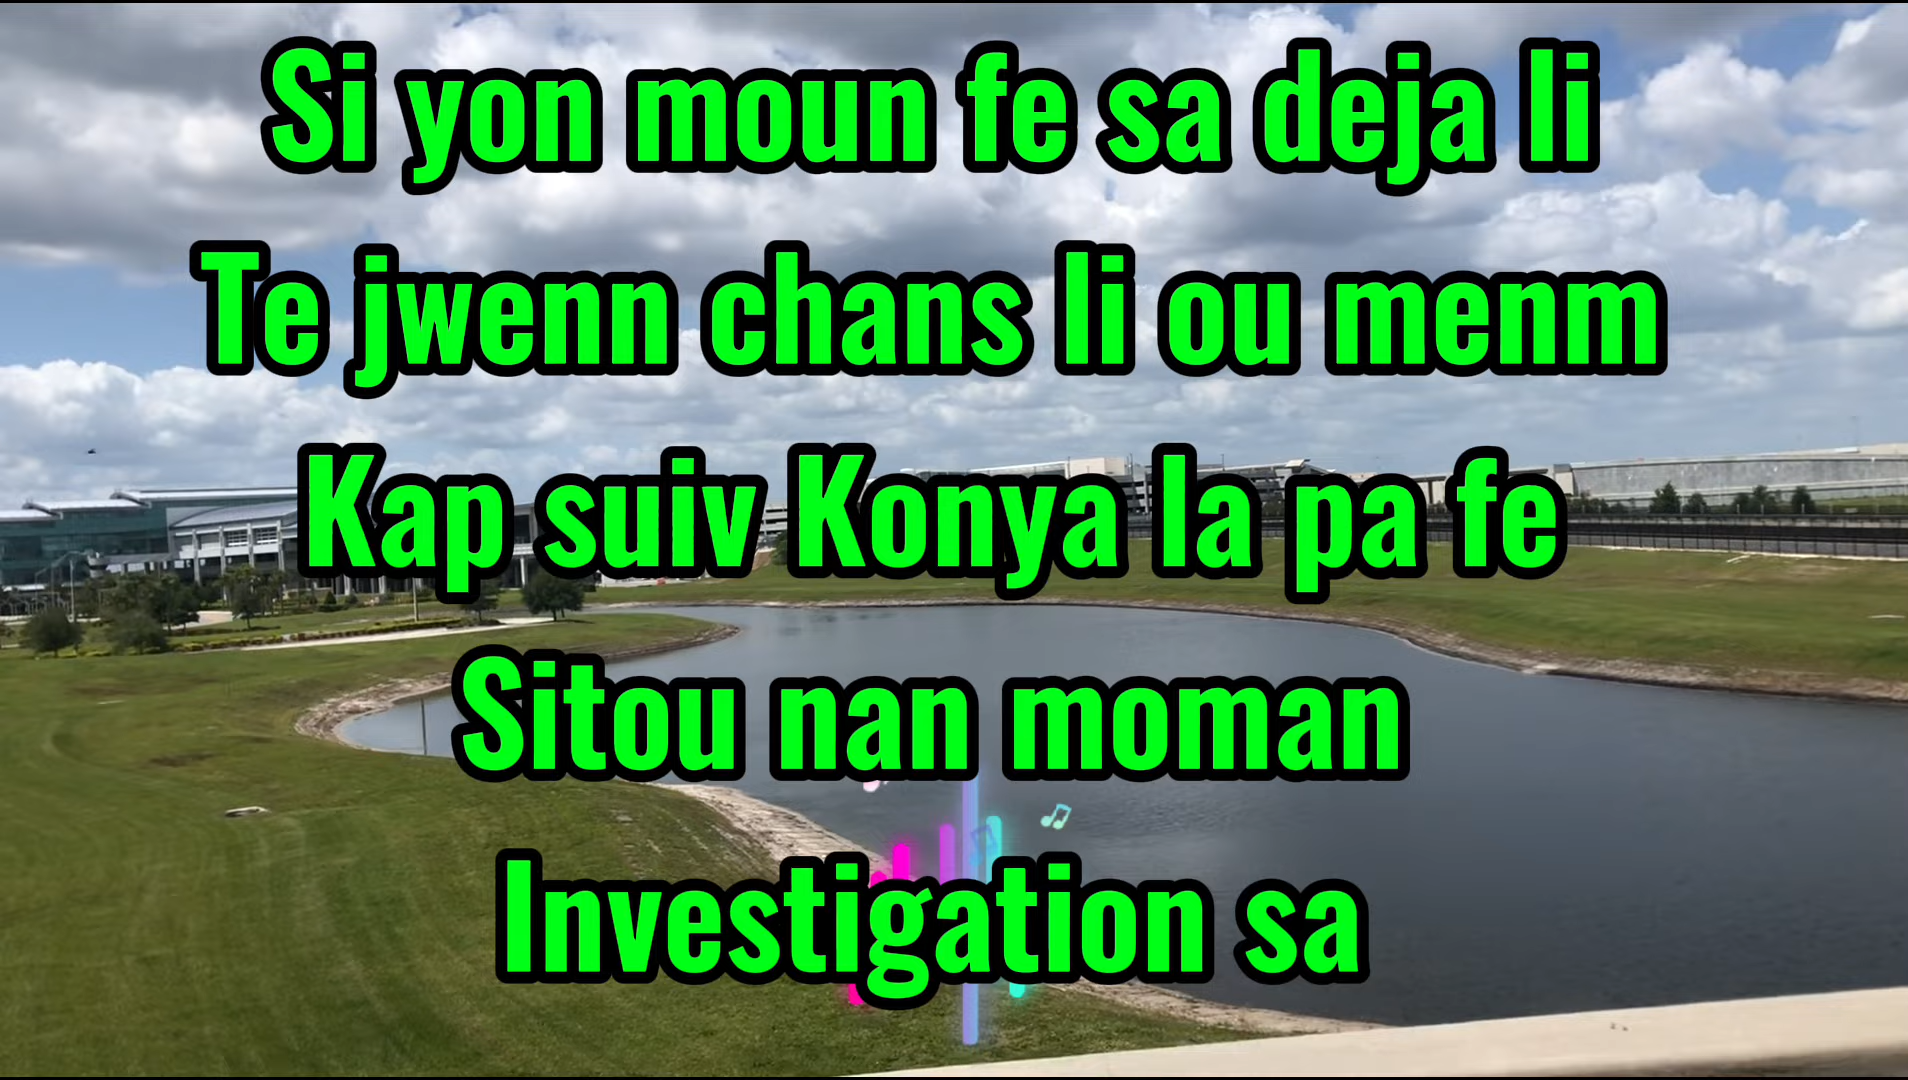 Si yon moun fe sa deja li
Te jwenn chans li ou menm
Kap suiv Konya la pa fe
Sitou nan moman
Investigation sa